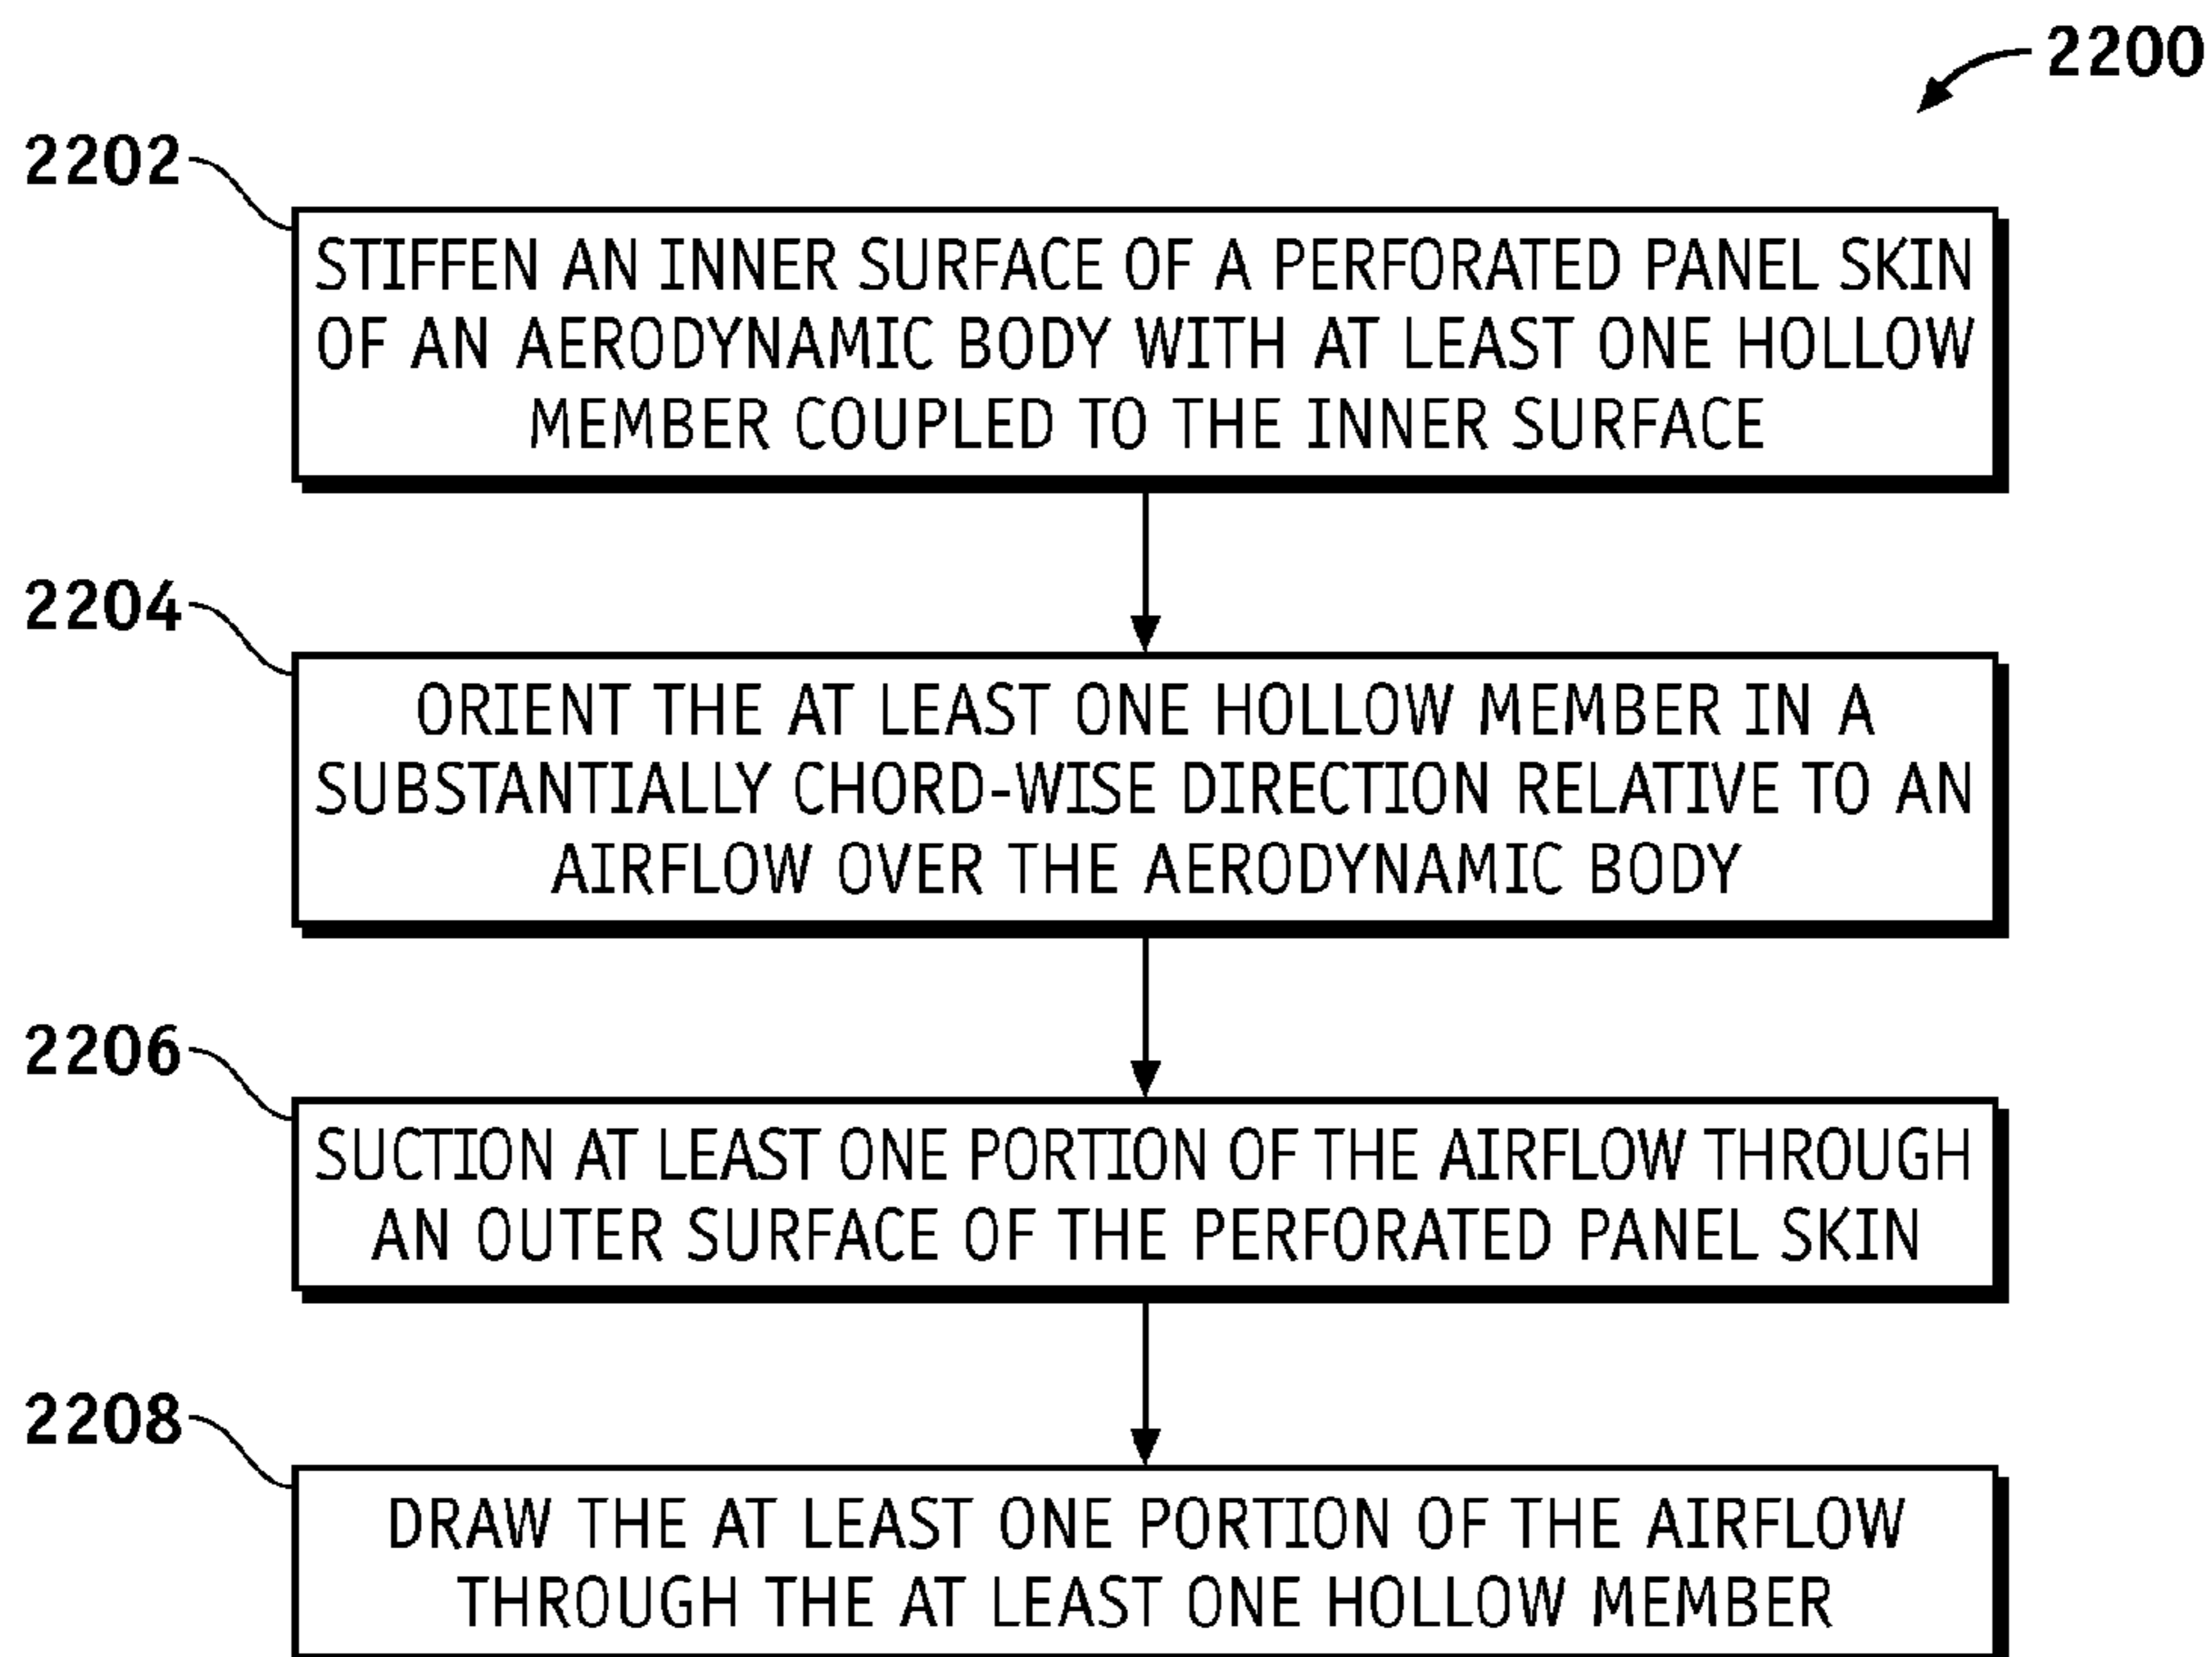 2200
2202
STIFFEN AN INNER SURFACE OF A PERFORATED PANEL SKIN
OF AN AERODYNAMIC BODY WITH AT LEAST ONE HOLLOW
MEMBER COUPLED TO THE INNER SURFACE
2204
ORIENT THE AT LEAST ONE HOLLOW MEMBER IN A
SUBSTANTIALLY CHORD-WISE DIRECTION RELATIVE TO AN
AIRFLOW OVER THE AERODYNAMIC BODY
2206
SUCTION AT LEAST ONE PORTION OF THE AIRFLOW THROUGH
AN OUTER SURFACE OF THE PERFORATED PANEL SKIN
2208
DRAW THE AT LEAST ONE PORTION OF THE AIRFLOW
THROUGH THE AT LEAST ONE HOLLOW MEMBER